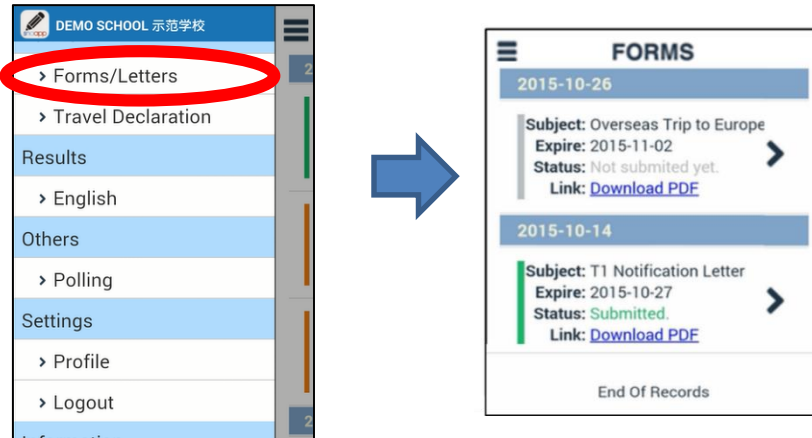 DEMO SCHOOL 示范学校
> Forms/Letters
> Travel Declaration
Results
> English
Others
> Polling
Settings
> Profile
> Logout
2
2
FORMS
2015-10-26
Subject: Overseas Trip to Europe
Expire: 2015-11-02
Status: Not submited yet.
Link: Download PDF
2015-10-14
Subject: T1 Notification Letter
Expire: 2015-10-27
Status: Submitted.
Link: Download PDF
End Of Records